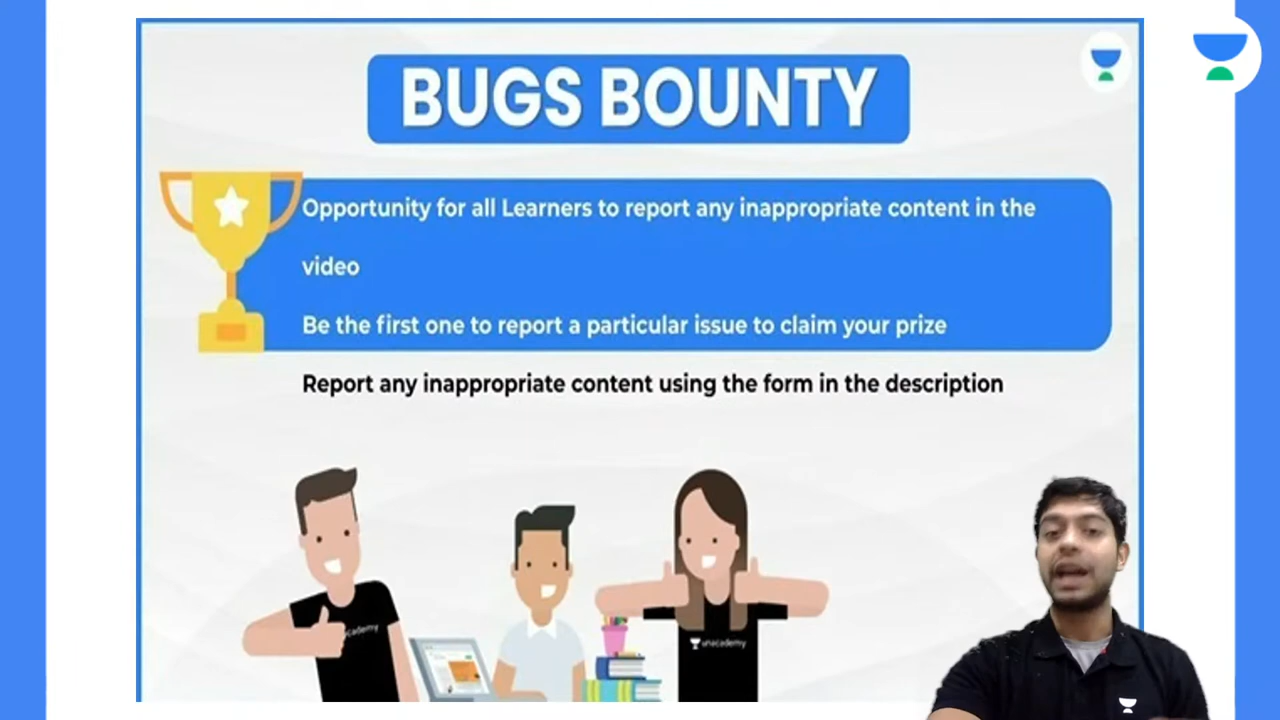 BUGS BOUNTY
Opportunity for all Learners to report any inappropriate content in the
video
Be the first one to report a particular issue to claim your prize
Report any inappropriate content using the form in the description
unacademy